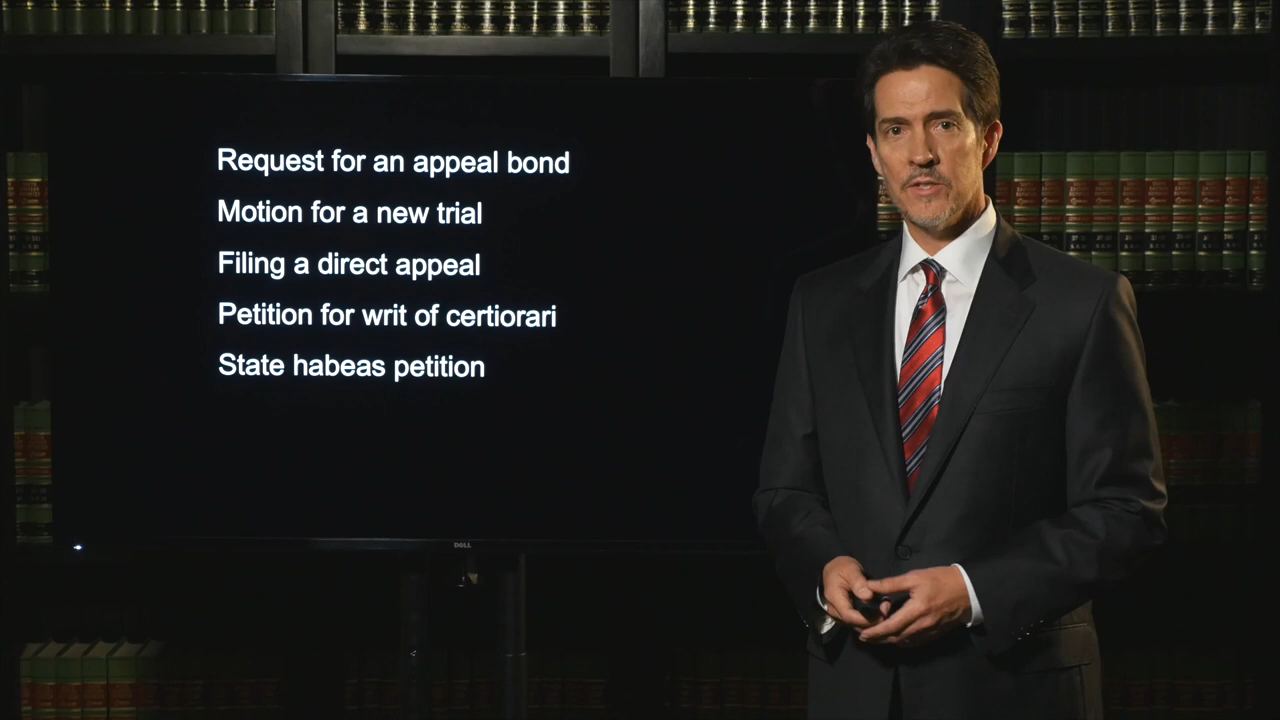 Request for an appeal bond
Motion for a new trial
Filing a direct appeal
Petition for writ of certiorari
State habeas petition
DELL